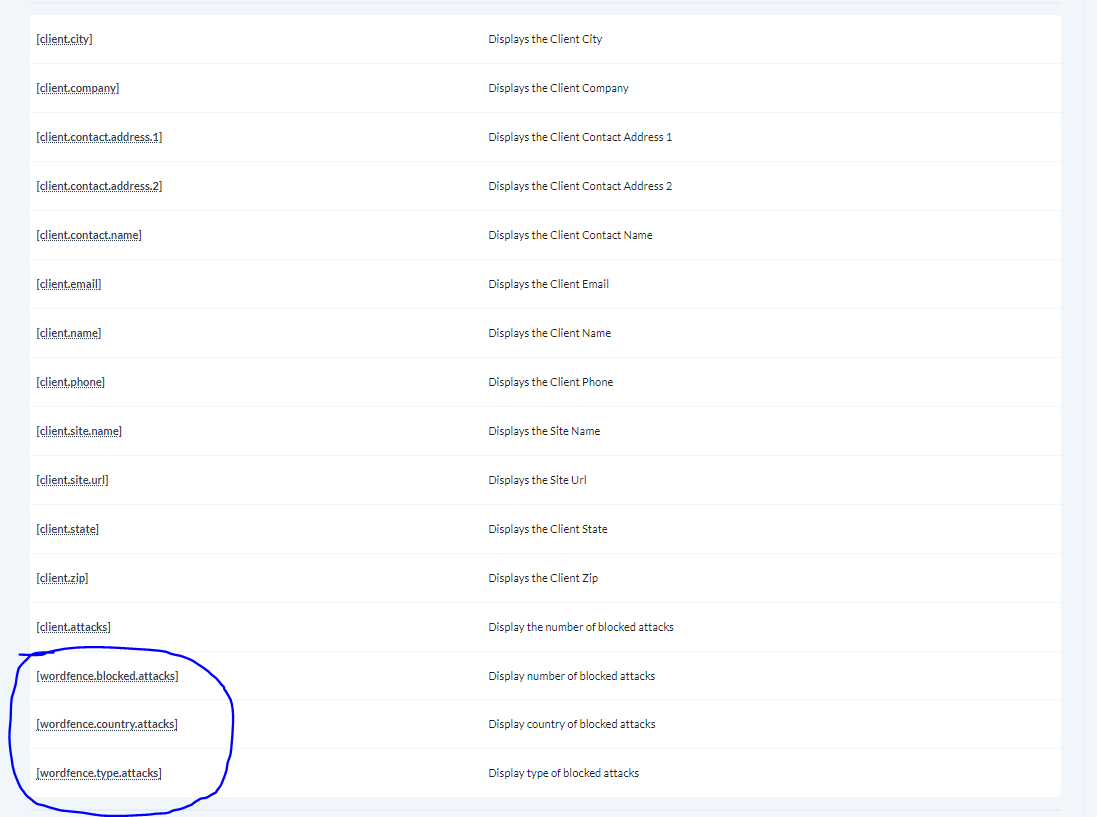 [client.city] Displays the Client City
[client.company] Displays the Client Company
[client.contact.address.1] Displays the Client Contact Address 1
[client.contact.address.2] Displays the Client Contact Address 2
[client.contact.name] Displays the Client Contact Name
[client.email] Displays the Client Email
[client.name] Displays the Client Name
[client.phone] Displays the Client Phone
[client.site.name] Displays the Site Name
[client.site.url] Displays the Site Url
[client.state] Displays the Client State
[client.zip] Displays the Client Zip
[client.attacks] Display the number of blocked attacks
[wordfence.blocked.attacks] Display number of blocked attacks
[wordfence.country.attacks] Display country of blocked attacks
[wordfence.type.attacks] Display type of blocked attacks